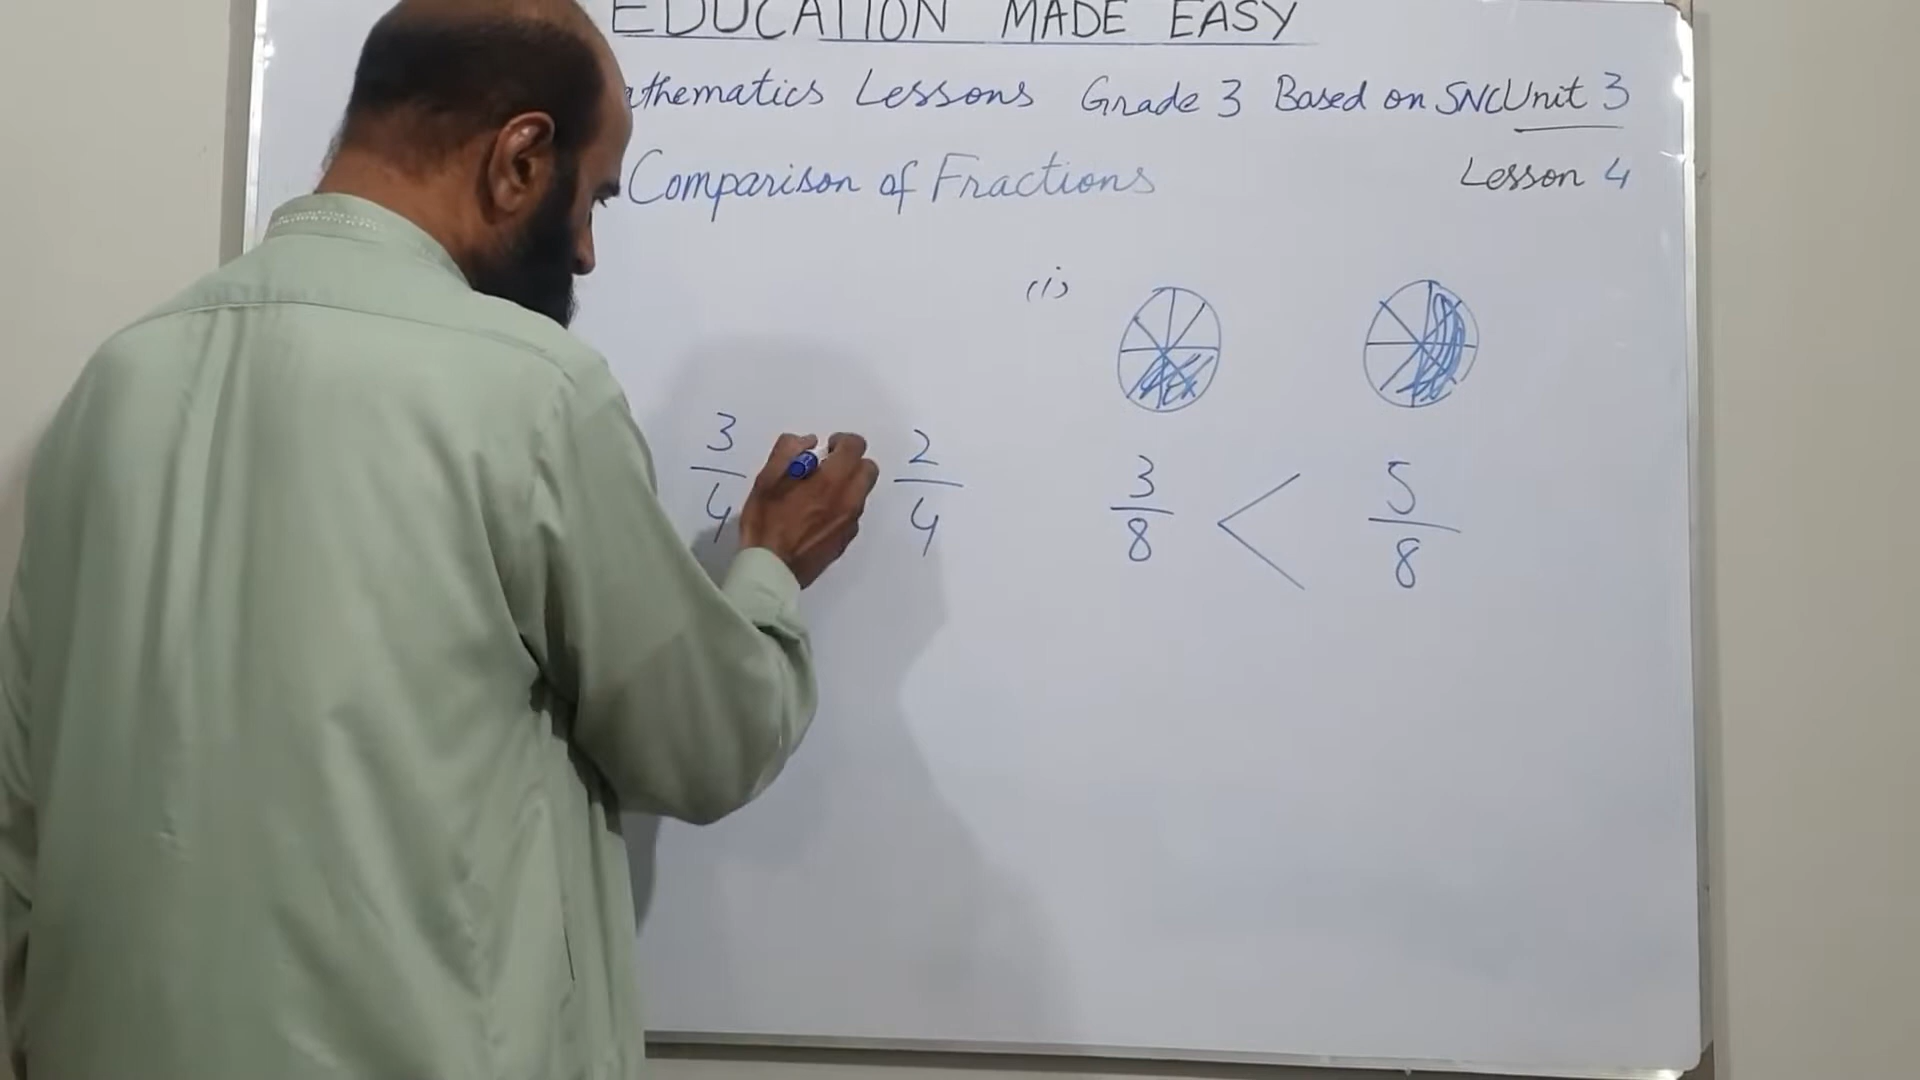 EDUCATION MADE EASY
athematics Lessons Grade 3 Based on SNC Unit 3
Comparison of Fractions
Lesson 4
(i)
3/4 2/4
3/8 < 5/8